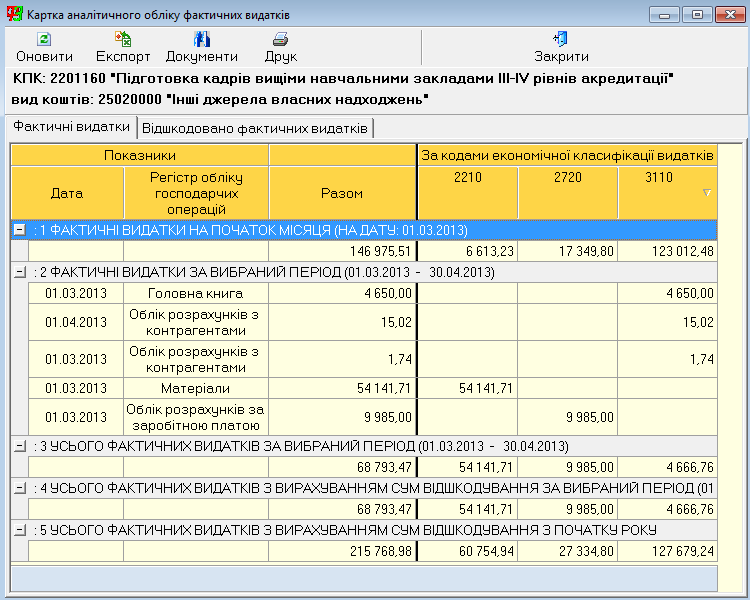 Картка аналітичного обліку фактичних видатків
Оновити Експорт Документи Друк Закрити
КПК: 2201160 "Підготовка кадрів вищіми навчальними закладами III-IV рівнів акредитації"
вид коштів: 25020000 "Інші джерела власних надходжень"
Фактичні видатки Відшкодовано фактичних видатків
Показники За кодами економічної класифікації видатків
Дата Регістр обліку господарчих операцій Разом 2210 2720 3110
: 1 ФАКТИЧНІ ВИДАТКИ НА ПОЧАТОК МІСЯЦЯ (НА ДАТУ: 01.03.2013)
146 975,51 6 613,23 17 349,80 123 012,48
: 2 ФАКТИЧНІ ВИДАТКИ ЗА ВИБРАНИЙ ПЕРІОД (01.03.2013 - 30.04.2013)
01.03.2013 Головна книга 4 650,00 4 650,00
01.04.2013 Облік розрахунків з контрагентами 15,02 15,02
01.03.2013 Облік розрахунків з контрагентами 1,74 1,74
01.03.2013 Матеріали 54 141,71 54 141,71
01.03.2013 Облік розрахунків за заробітною платою 9 985,00 9 985,00
: 3 УСЬОГО ФАКТИЧНИХ ВИДАТКІВ ЗА ВИБРАНИЙ ПЕРІОД (01.03.2013 - 30.04.2013)
68 793,47 54 141,71 9 985,00 4 666,76
: 4 УСЬОГО ФАКТИЧНИХ ВИДАТКІВ З ВИРАХУВАННЯМ СУМ ВІДШКОДУВАННЯ ЗА ВИБРАНИЙ ПЕРІОД (01
68 793,47 54 141,71 9 985,00 4 666,76
: 5 УСЬОГО ФАКТИЧНИХ ВИДАТКІВ З ВИРАХУВАННЯМ СУМ ВІДШКОДУВАННЯ З ПОЧАТКУ РОКУ
215 768,98 60 754,94 27 334,80 127 679,24